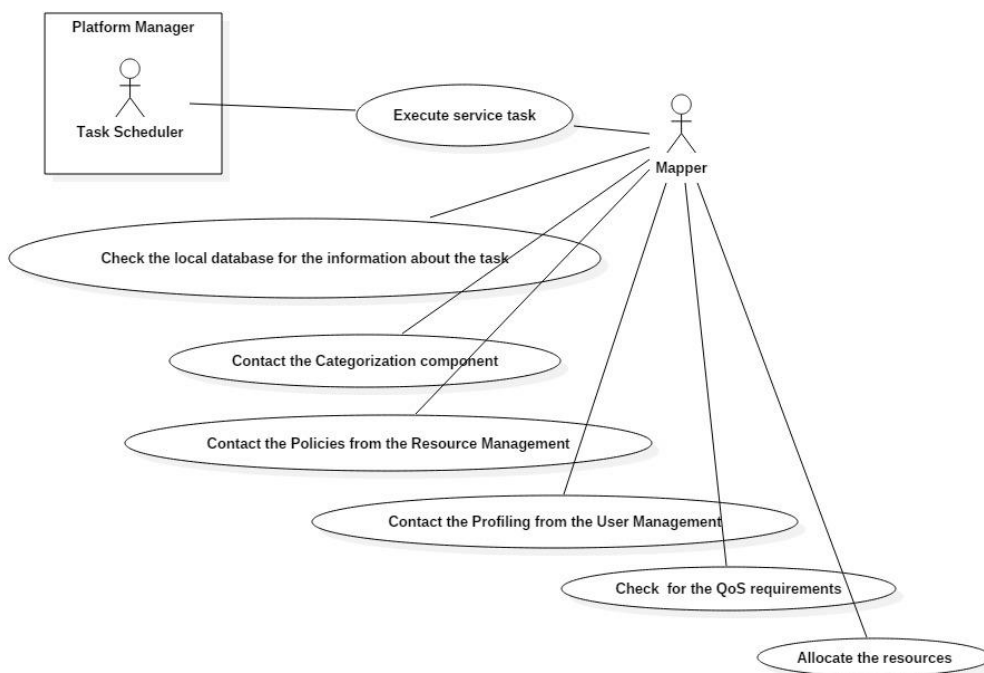 Platform Manager
Task Scheduler
Execute service task
Mapper
Check the local database for the information about the task
Contact the Categorization component
Contact the Policies from the Resource Management
Contact the Profiling from the User Management
Check  for the QoS requirements
Allocate the resources